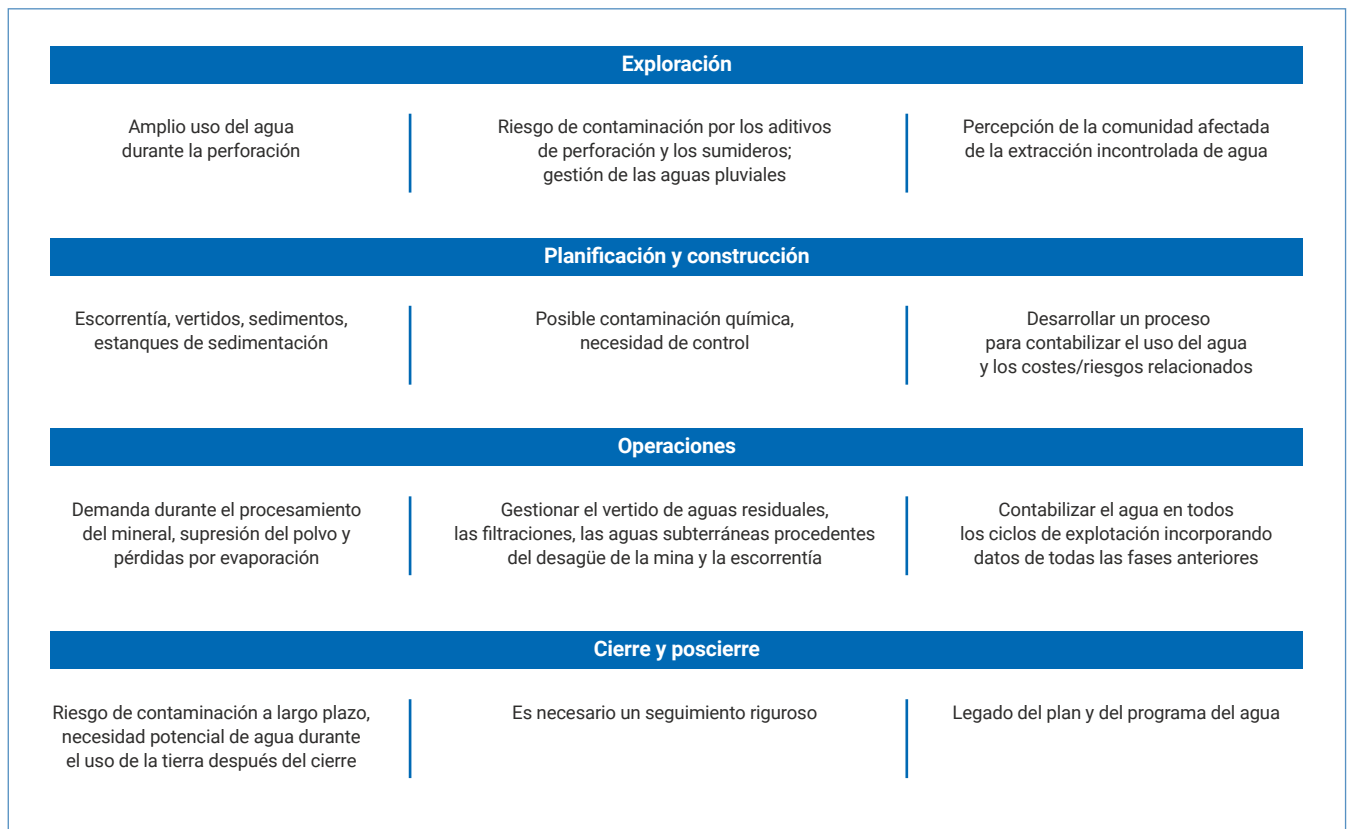 Exploración
Amplio uso del agua
durante la perforación
Riesgo de contaminación por los aditivos
de perforación y los sumideros;
gestión de las aguas pluviales
Percepción de la comunidad afectada
de la extracción incontrolada de agua
Planificación y construcción
Escorrentía, vertidos, sedimentos,
estanques de sedimentación
Posible contaminación química,
necesidad de control
Desarrollar un proceso
para contabilizar el uso del agua
y los costes/riesgos relacionados
Operaciones
Demanda durante el procesamiento
del mineral, supresión del polvo y
pérdidas por evaporación
Gestionar el vertido de aguas residuales,
las filtraciones, las aguas subterráneas procedentes
del desagüe de la mina y la escorrentía
Contabilizar el agua en todos
los ciclos de explotación incorporando
datos de todas las fases anteriores
Cierre y poscierre
Riesgo de contaminación a largo plazo,
necesidad potencial de agua durante
el uso de la tierra después del cierre
Es necesario un seguimiento riguroso
Legado del plan y del programa del agua